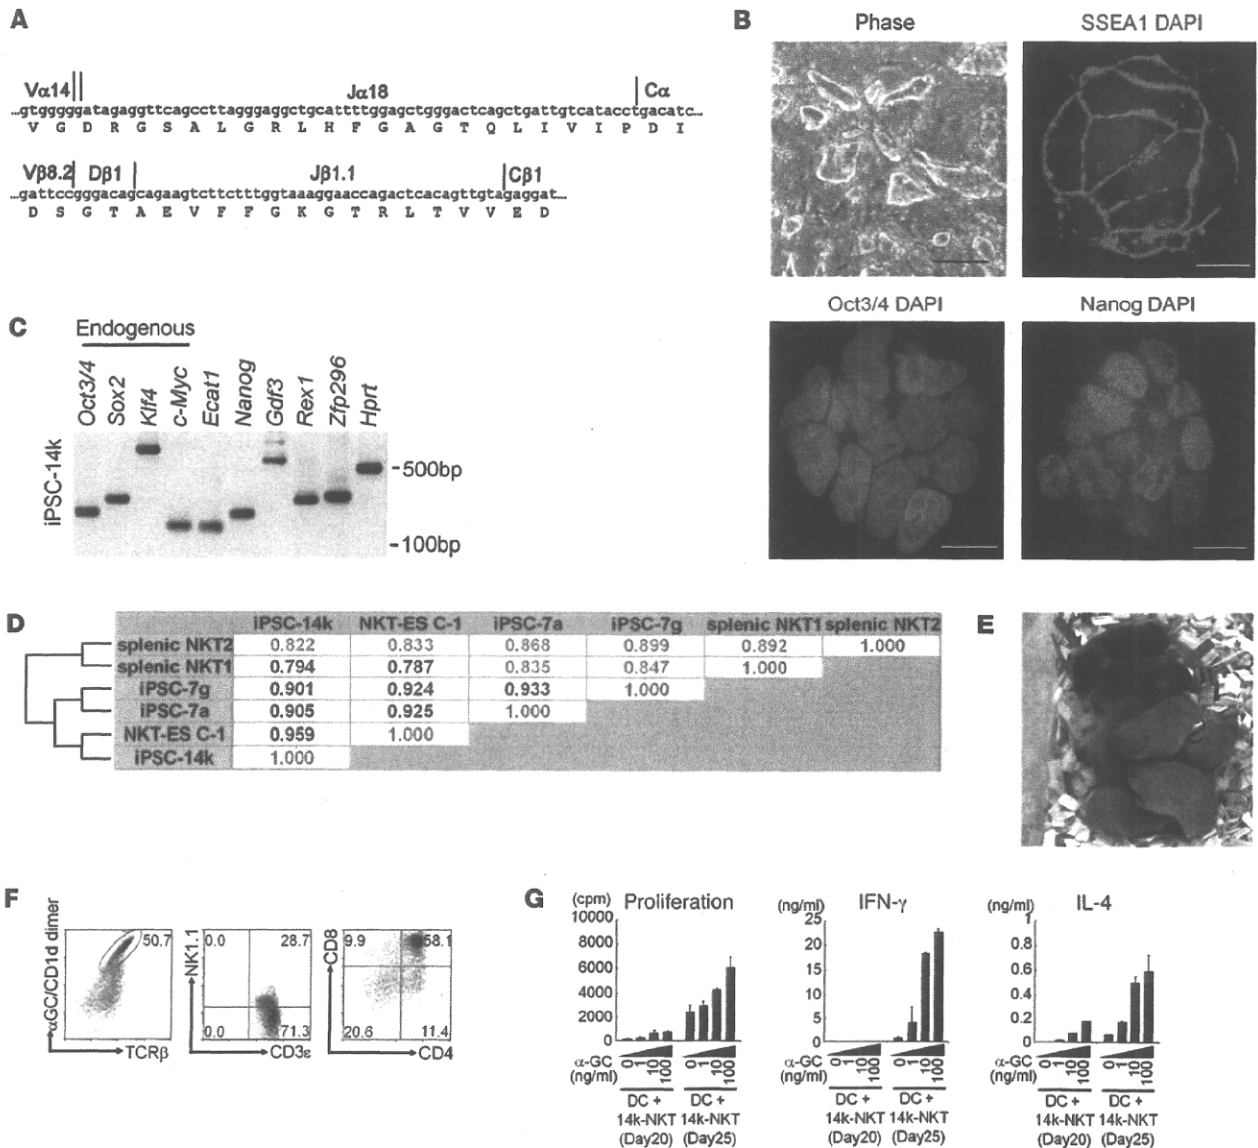 A
Vα14 Jα18 Cα
...gtgggggatagaggttcagccttagggaggctgcattttggagctgggactcagctgattgtcatacctgacatc...
V G D R G S A L G R L H F G A G T Q L I V I P D I
Vβ8.2 Dβ1 Jβ1.1 Cβ1
...gattccgggacagcagaagtcttctttggtaaaggaaccagactcacagttgtagaggat...
D S G T A E V F F G K G T R L T V V E D
B
Phase SSEA1 DAPI
Oct3/4 DAPI Nanog DAPI
C
Endogenous
Oct3/4 Sox2 Klf4 c-Myc Ecat1 Nanog Gdf3 Rex1 Zfp296 Hprt
iPSC-14k
-500bp
-100bp
D
iPSC-14k NKT-ES C-1 iPSC-7a iPSC-7g splenic NKT1 splenic NKT2
splenic NKT2 0.822 0.833 0.868 0.899 0.892 1.000
splenic NKT1 0.794 0.787 0.835 0.847 1.000
iPSC-7g 0.901 0.924 0.933 1.000
iPSC-7a 0.905 0.925 1.000
NKT-ES C-1 0.959 1.000
iPSC-14k 1.000
E
F
αGC/CD1d dimer
50.7
TCRβ
NK1.1
0.0 28.7
0.0 71.3
CD3ε
CD8
9.9 58.1
20.6 11.4
CD4
G
(cpm) Proliferation
10000
8000
6000
4000
2000
0
α-GC 0 1 10 100 0 1 10 100
(ng/ml)
DC + DC +
14k-NKT 14k-NKT
(Day20) (Day25)
(ng/ml) IFN-γ
25
20
15
10
5
0
α-GC 0 1 10 100 0 1 10 100
(ng/ml)
DC + DC +
14k-NKT 14k-NKT
(Day20) (Day25)
(ng/ml) IL-4
1
0.8
0.6
0.4
0.2
0
α-GC 0 1 10 100 0 1 10 100
(ng/ml)
DC + DC +
14k-NKT 14k-NKT
(Day20) (Day25)